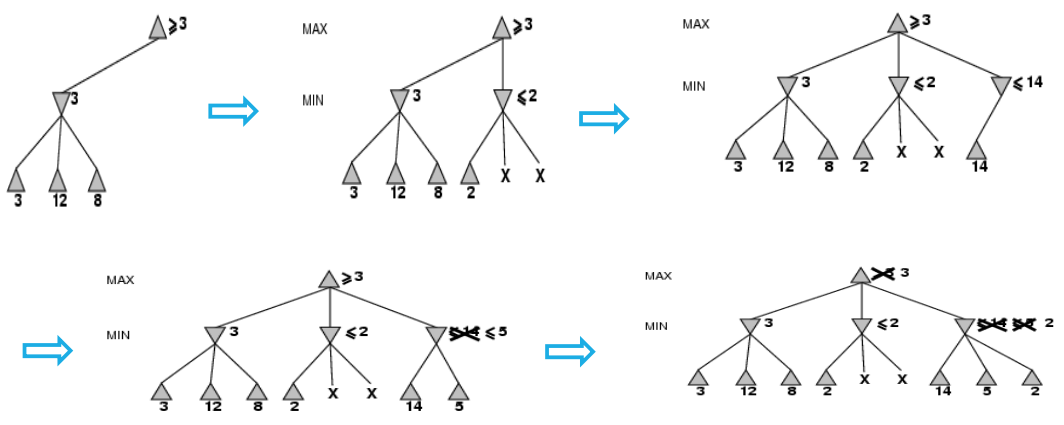 ≥3
3
3 12 8
MAX ≥3
MIN 3 ≤2
3 12 8 2 X X
MAX ≥3
MIN 3 ≤2 ≤14
3 12 8 2 X X 14
MAX ≥3
MIN 3 ≤2 ≤14 ≤5
3 12 8 2 X X 14 5
MAX 3
MIN 3 ≤2 ≤14 ≤5 2
3 12 8 2 X X 14 5 2